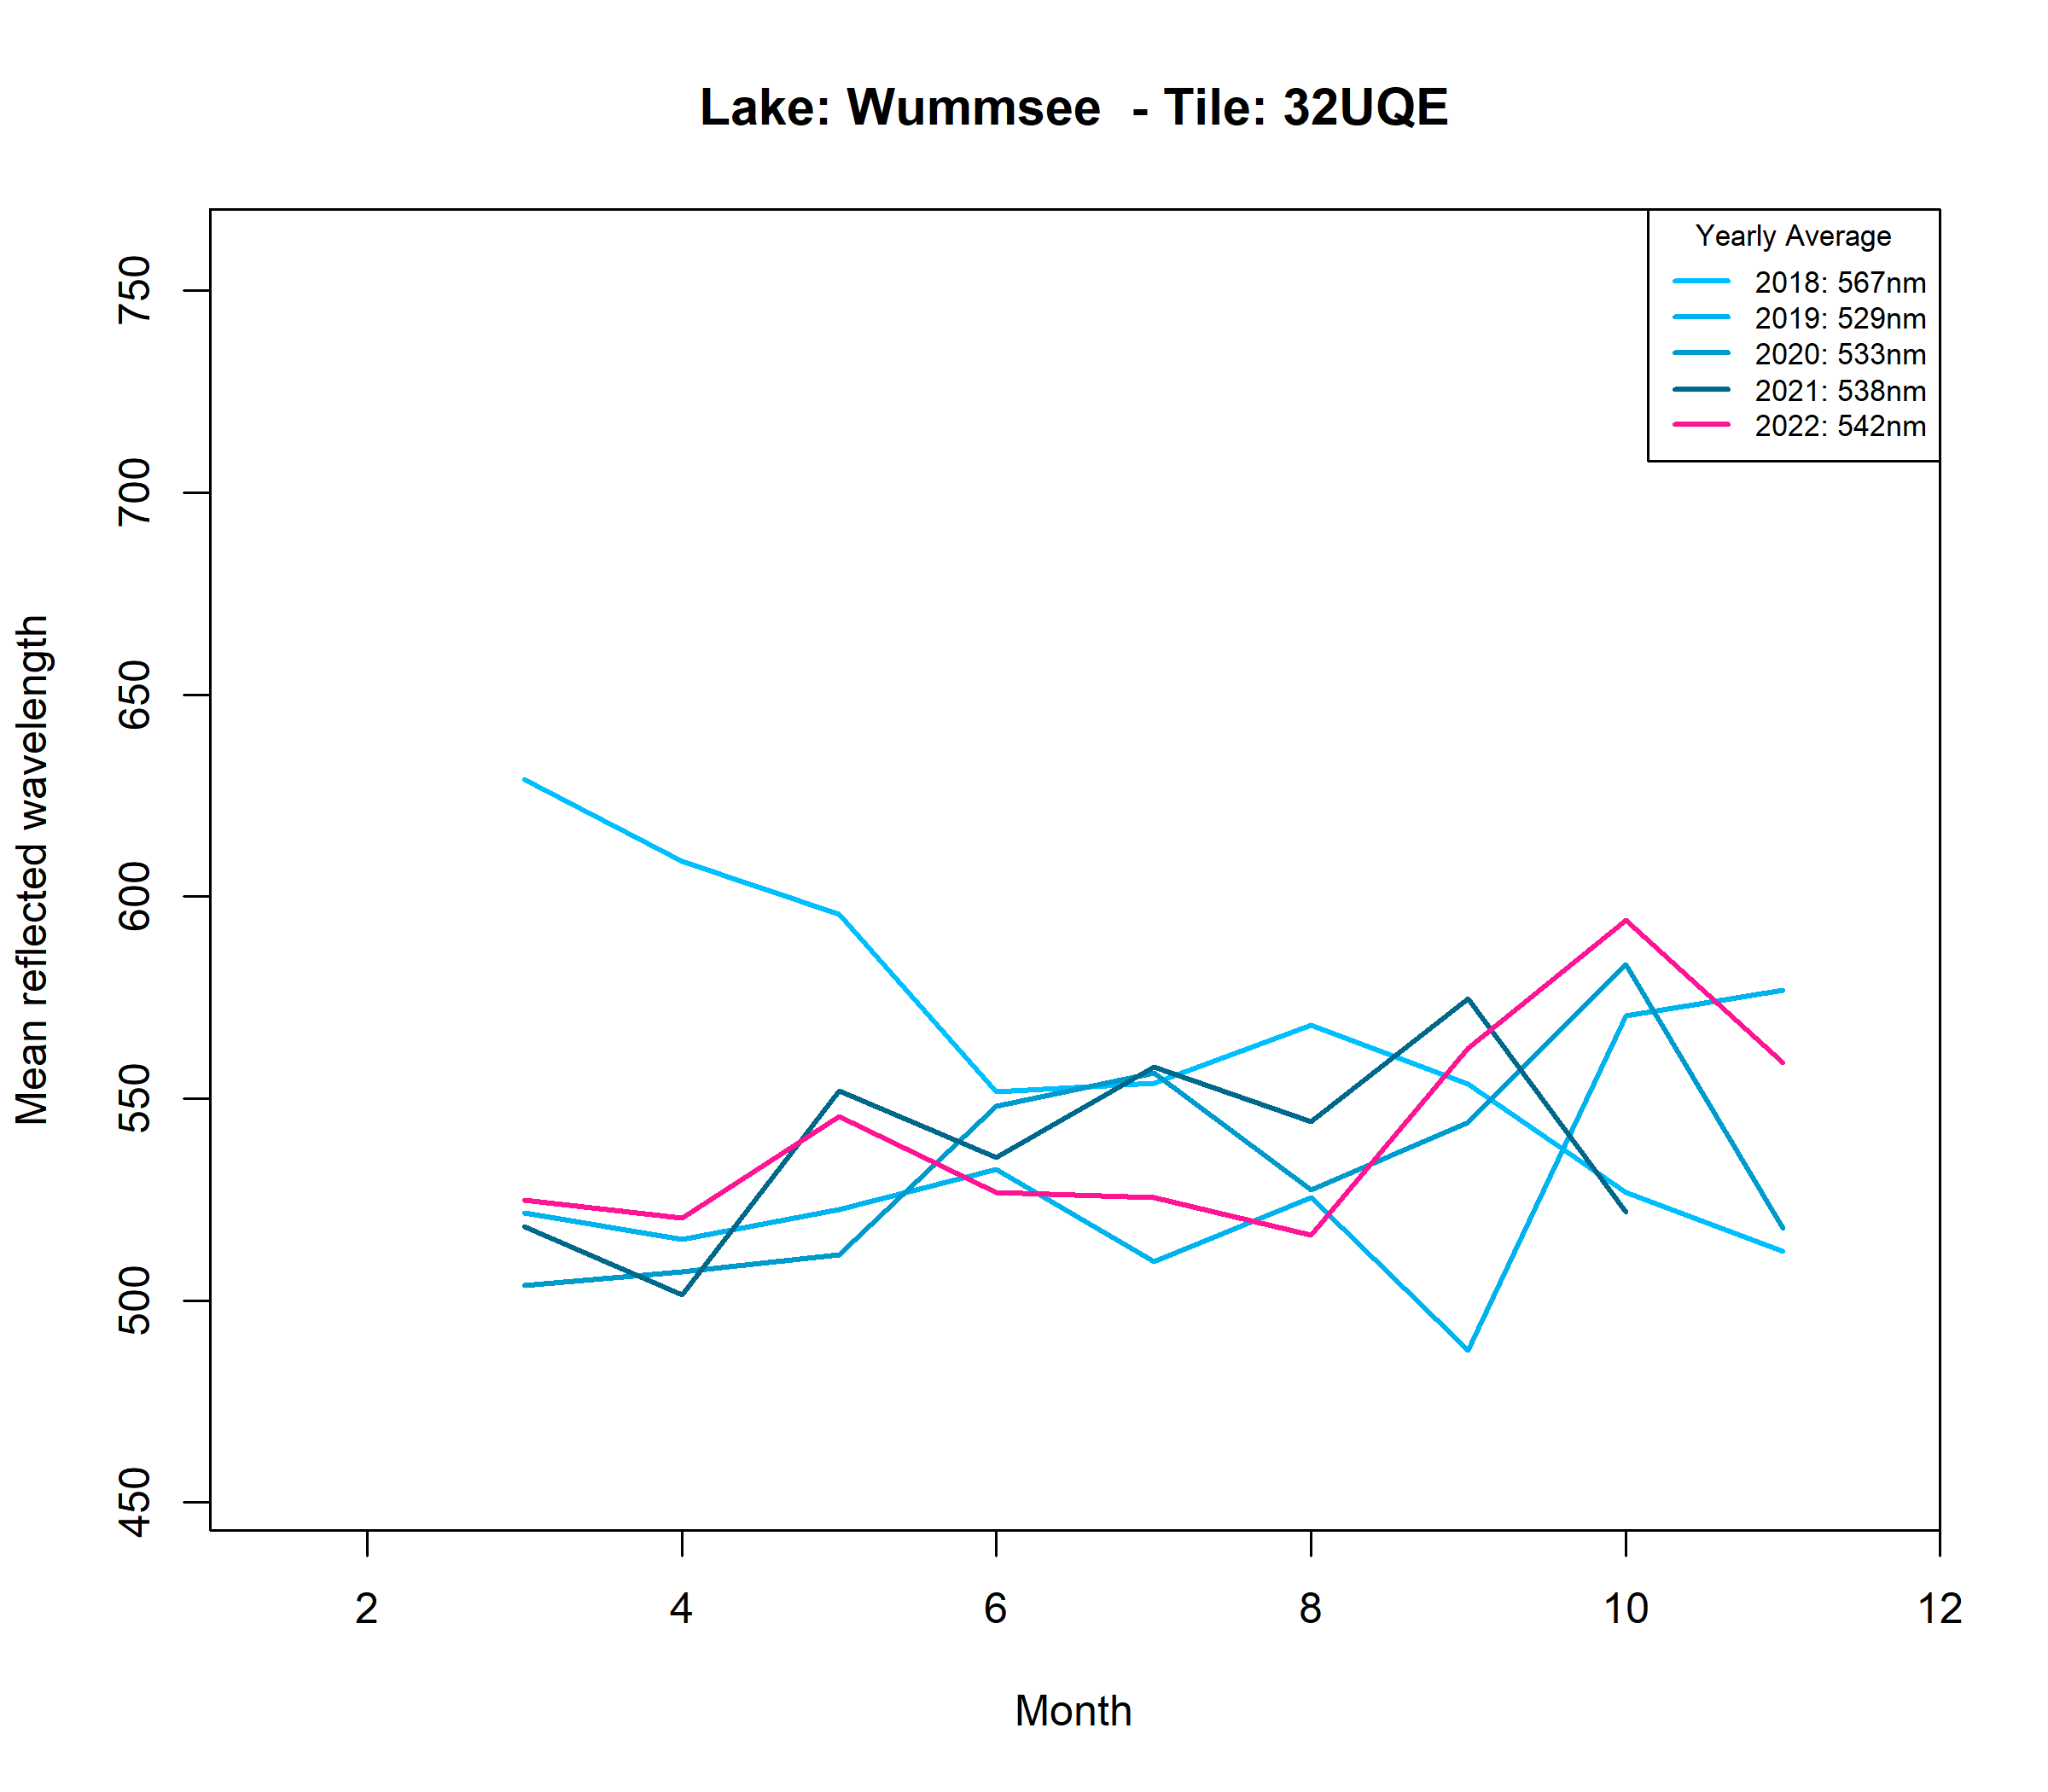 Lake: Wummsee  - Tile: 32UQE
Yearly Average
2018: 567nm
2019: 529nm
2020: 533nm
2021: 538nm
2022: 542nm
Mean reflected wavelength
750
700
650
600
550
500
450
2 4 6 8 10 12
Month